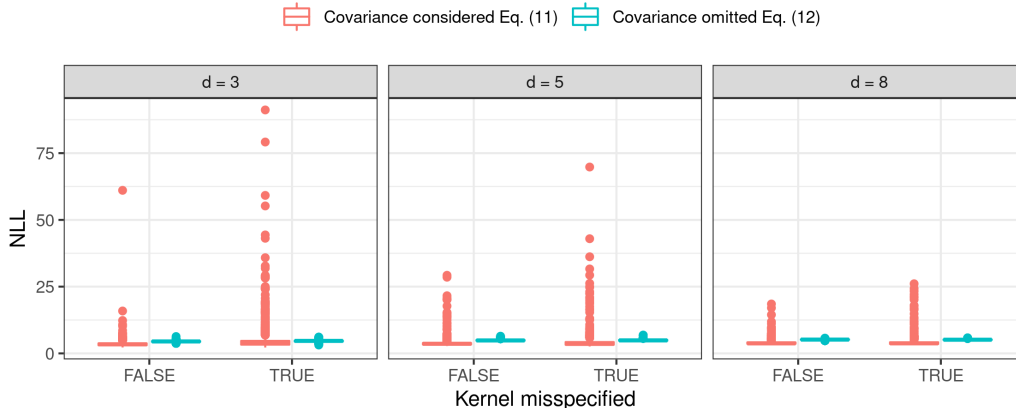 Covariance considered Eq. (11) Covariance omitted Eq. (12)
d = 3 d = 5 d = 8
NLL
75
50
25
0
FALSE TRUE FALSE TRUE FALSE TRUE
Kernel misspecified